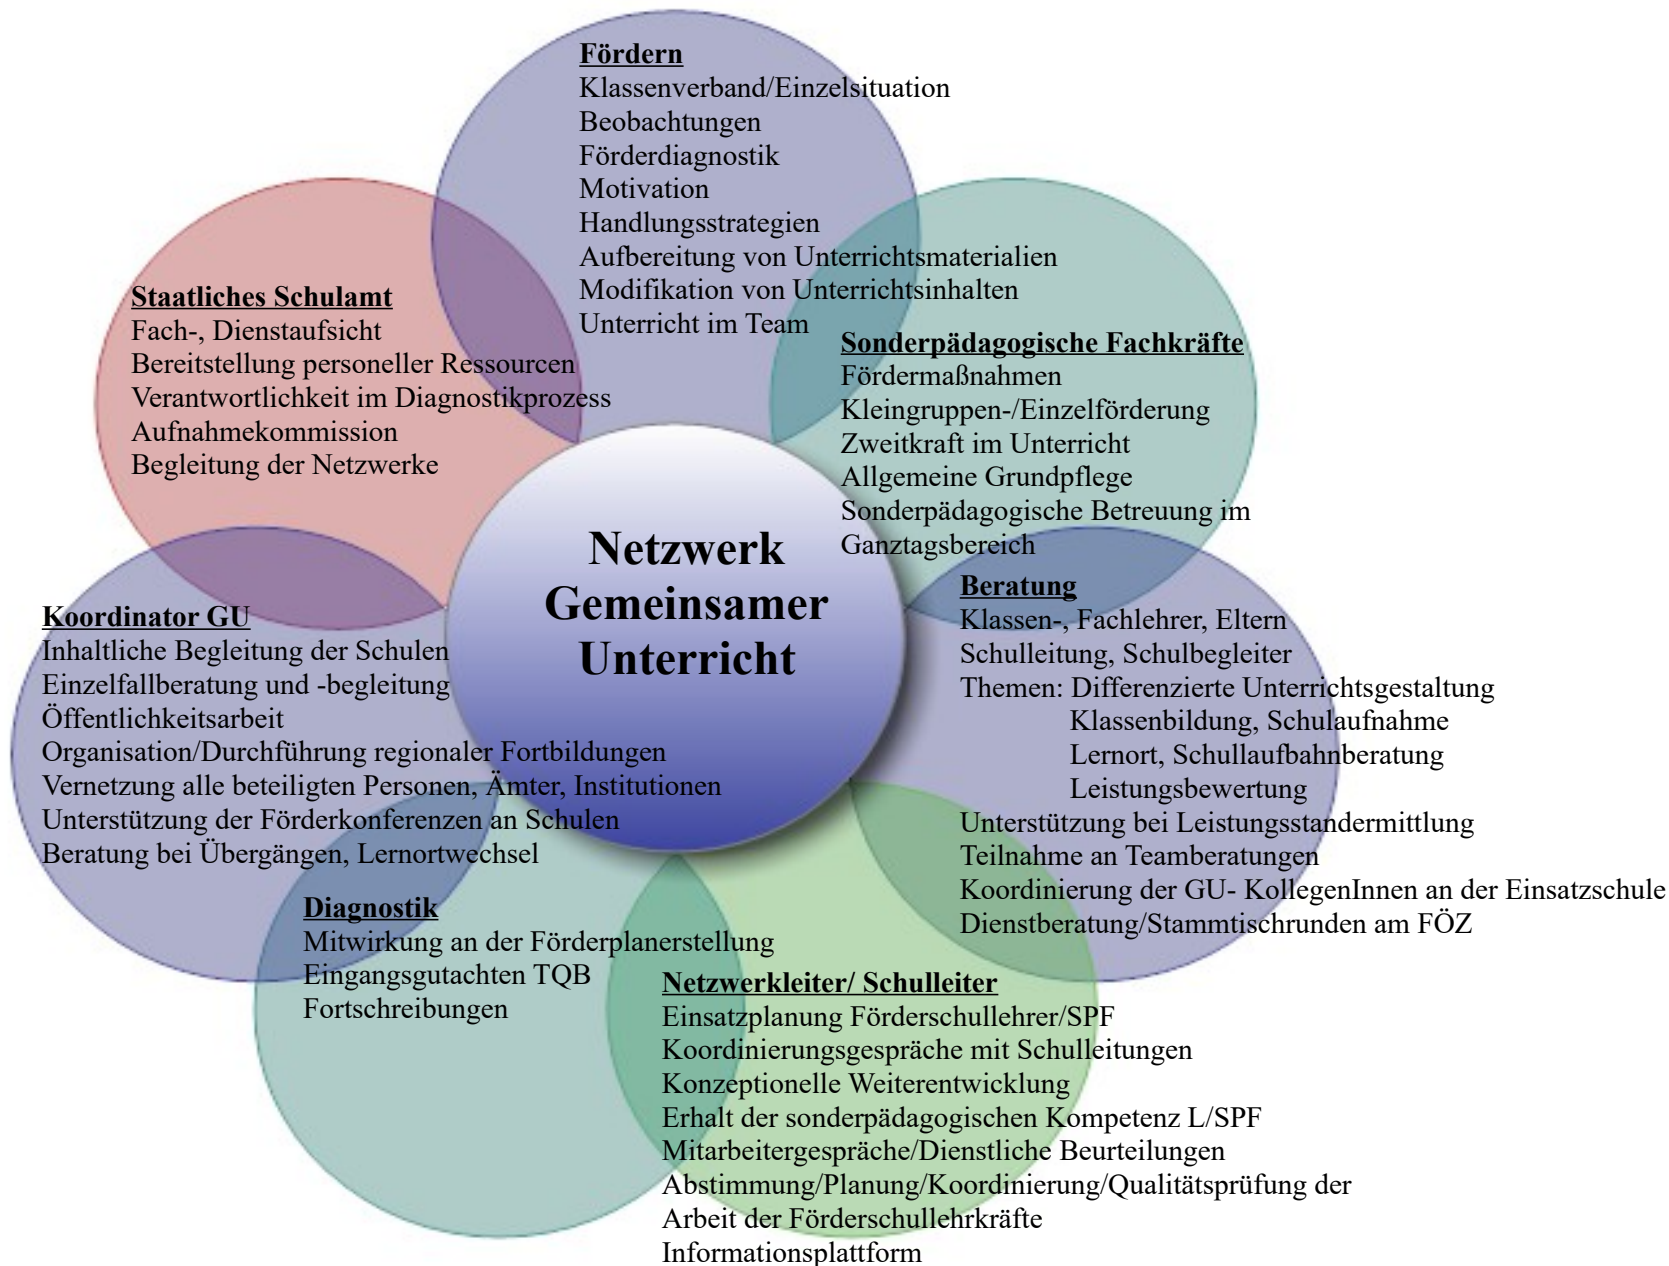 Fördern
Klassenverband/Einzelsituation
Beobachtungen
Förderdiagnostik
Motivation
Handlungsstrategien
Aufbereitung von Unterrichtsmaterialien
Modifikation von Unterrichtsinhalten
Unterricht im Team
Staatliches Schulamt
Fach-, Dienstaufsicht
Bereitstellung personeller Ressourcen
Verantwortlichkeit im Diagnostikprozess
Aufnahmekommission
Begleitung der Netzwerke
Sonderpädagogische Fachkräfte
Fördermaßnahmen
Kleingruppen-/Einzelförderung
Zweitkraft im Unterricht
Allgemeine Grundpflege
Sonderpädagogische Betreuung im
Ganztagsbereich
Netzwerk
Gemeinsamer
Unterricht
Beratung
Klassen-, Fachlehrer, Eltern
Schulleitung, Schulbegleiter
Themen: Differenzierte Unterrichtsgestaltung
Klassenbildung, Schulaufnahme
Lernort, Schullaufbahnberatung
Leistungsbewertung
Unterstützung bei Leistungsstandermittlung
Teilnahme an Teamberatungen
Koordinierung der GU- KollegenInnen an der Einsatzschule
Dienstberatung/Stammtischrunden am FÖZ
Koordinator GU
Inhaltliche Begleitung der Schulen
Einzelfallberatung und -begleitung
Öffentlichkeitsarbeit
Organisation/Durchführung regionaler Fortbildungen
Vernetzung alle beteiligten Personen, Ämter, Institutionen
Unterstützung der Förderkonferenzen an Schulen
Beratung bei Übergängen, Lernortwechsel
Diagnostik
Mitwirkung an der Förderplanerstellung
Eingangsgutachten TQB
Fortschreibungen
Netzwerkleiter/ Schulleiter
Einsatzplanung Förderschullehrer/SPF
Koordinierungsgespräche mit Schulleitungen
Konzeptionelle Weiterentwicklung
Erhalt der sonderpädagogischen Kompetenz L/SPF
Mitarbeitergespräche/Dienstliche Beurteilungen
Abstimmung/Planung/Koordinierung/Qualitätsprüfung der
Arbeit der Förderschullehrkräfte
Informationsplattform